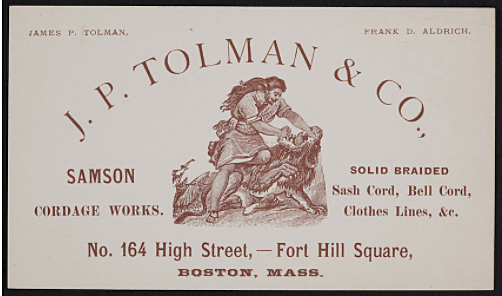 JAMES P. TOLMAN.
FRANK D. ALDRICH.
J. P. TOLMAN & CO.,
SAMSON
CORDAGE WORKS.
SOLID BRAIDED
Sash Cord, Bell Cord,
Clothes Lines, &c.
No. 164 High Street,—Fort Hill Square,
BOSTON, MASS.